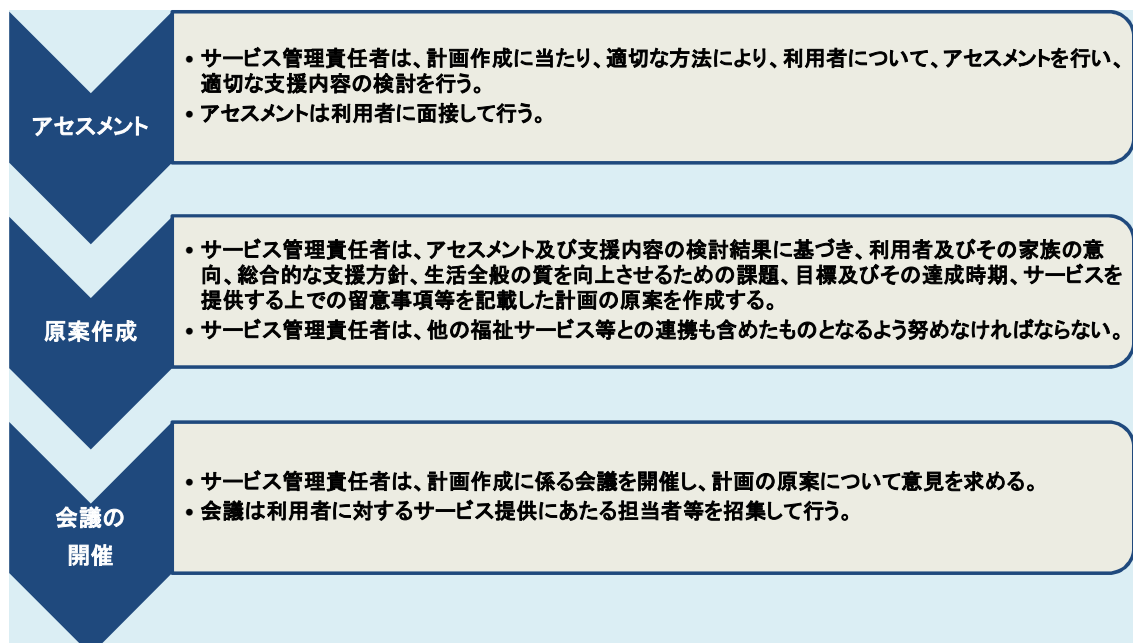 アセスメント
• サービス管理責任者は、計画作成に当たり、適切な方法により、利用者について、アセスメントを行い、
適切な支援内容の検討を行う。
• アセスメントは利用者に面接して行う。
原案作成
• サービス管理責任者は、アセスメント及び支援内容の検討結果に基づき、利用者及びその家族の意
向、総合的な支援方針、生活全般の質を向上させるための課題、目標及びその達成時期、サービスを
提供する上での留意事項等を記載した計画の原案を作成する。
• サービス管理責任者は、他の福祉サービス等との連携も含めたものとなるよう努めなければならない。
会議の
開催
• サービス管理責任者は、計画作成に係る会議を開催し、計画の原案について意見を求める。
• 会議は利用者に対するサービス提供にあたる担当者等を招集して行う。